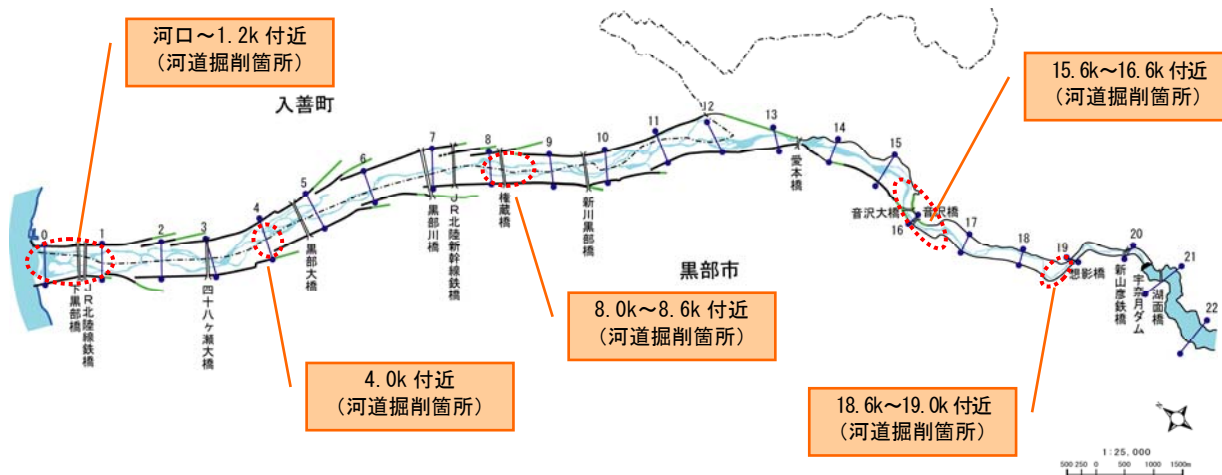 河口～1.2k 付近
（河道掘削箇所）
入善町
15.6k～16.6k 付近
（河道掘削箇所）
0
1
2
3
4
5
6
7
8
9
10
11
12
13
14
15
16
17
18
19
20
21
22
下黒部橋
JR北陸線鉄橋
四十八ヶ瀬大橋
黒部大橋
黒部川橋
JR北陸新幹線鉄橋
権蔵橋
新川黒部橋
愛本橋
音沢大橋
音沢橋
想影橋
新山彦鉄橋
宇奈月ダム
湖面橋
黒部市
8.0k～8.6k 付近
（河道掘削箇所）
4.0k 付近
（河道掘削箇所）
18.6k～19.0k 付近
（河道掘削箇所）
1:25,000
500 250 0 500 1000 1500m